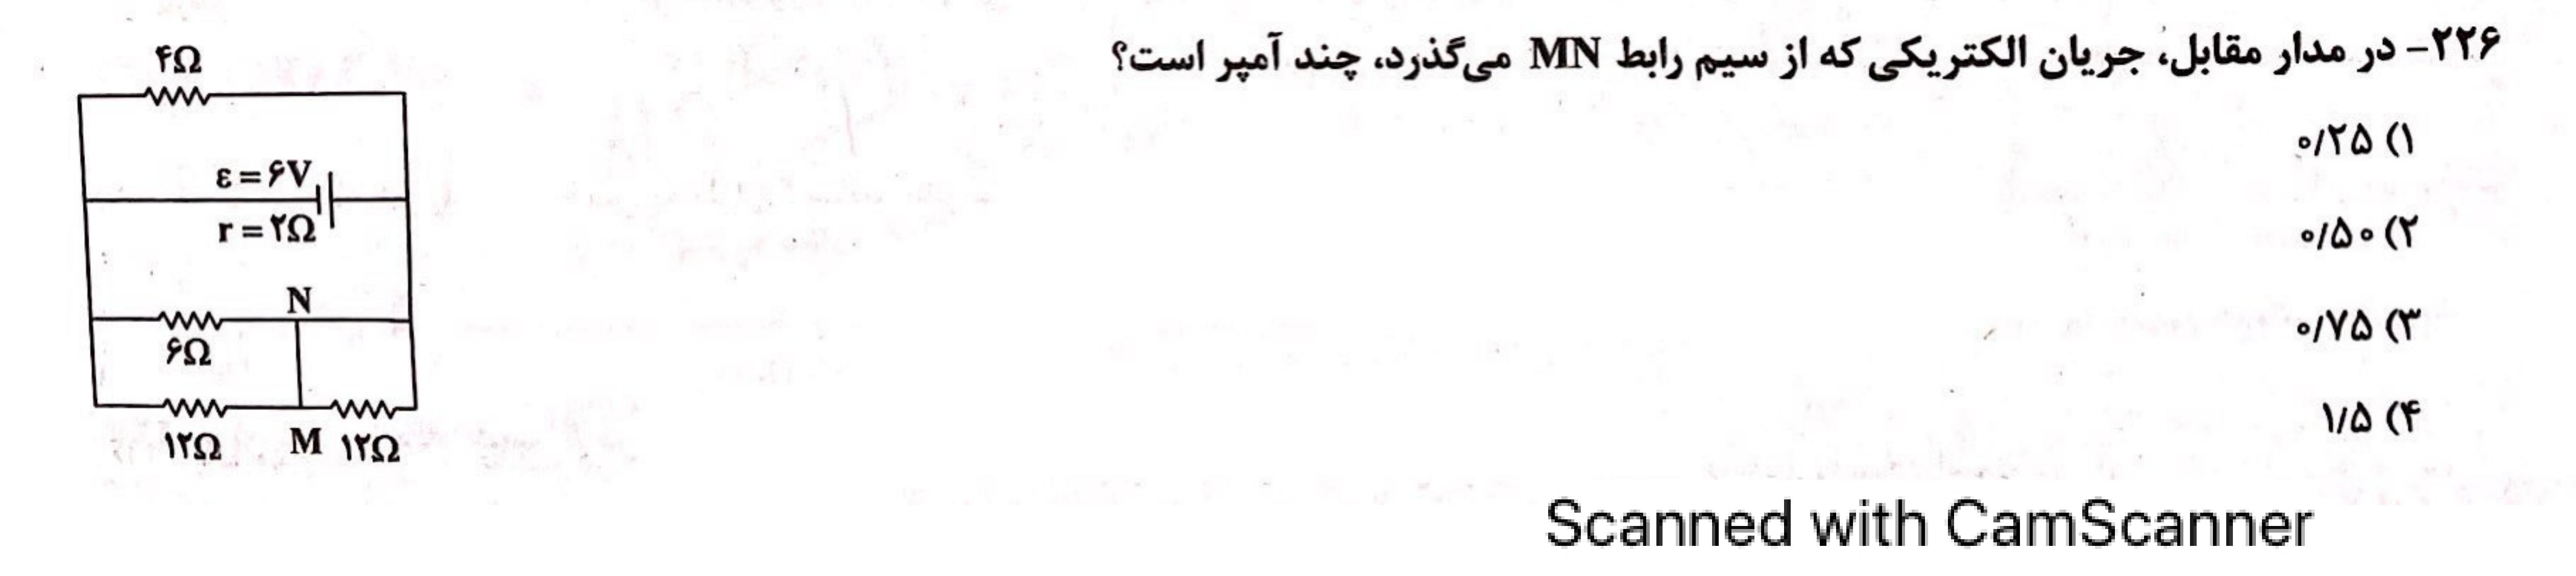 ۲۲۶- در مدار مقابل، جریان الکتریکی که از سیم رابط MN می‌گذرد، چند آمپر است؟
۱) ۰/۲۵
۲) ۰/۵۰
۳) ۰/۷۵
۴) ۱/۵
۴Ω
ε=۶V
r=۲Ω
N
۶Ω
۱۲Ω M ۱۲Ω
Scanned with CamScanner